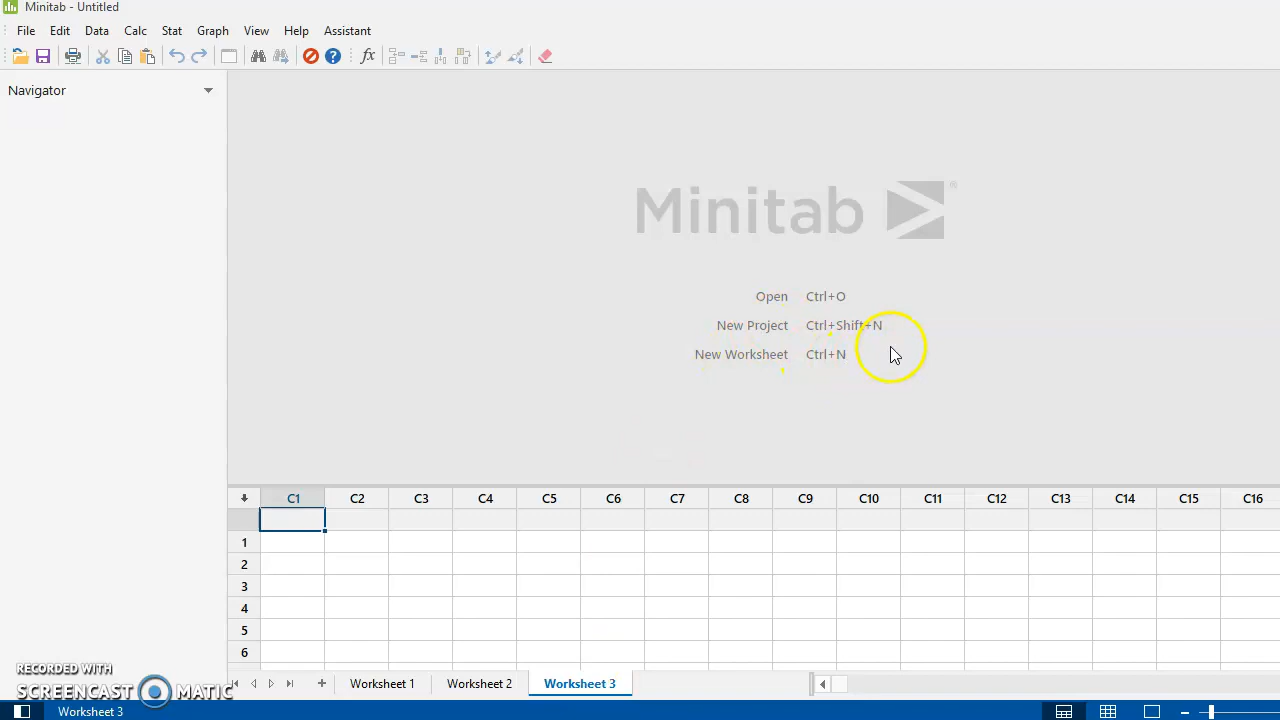 Minitab - Untitled
File Edit Data Calc Stat Graph View Help Assistant
Navigator
Minitab
Open Ctrl+O
New Project Ctrl+Shift+N
New Worksheet Ctrl+N
C1 C2 C3 C4 C5 C6 C7 C8 C9 C10 C11 C12 C13 C14 C15 C16
1
2
3
4
5
6
RECORDED WITH
SCREENCAST MATIC
Worksheet 1 Worksheet 2 Worksheet 3
Worksheet 3